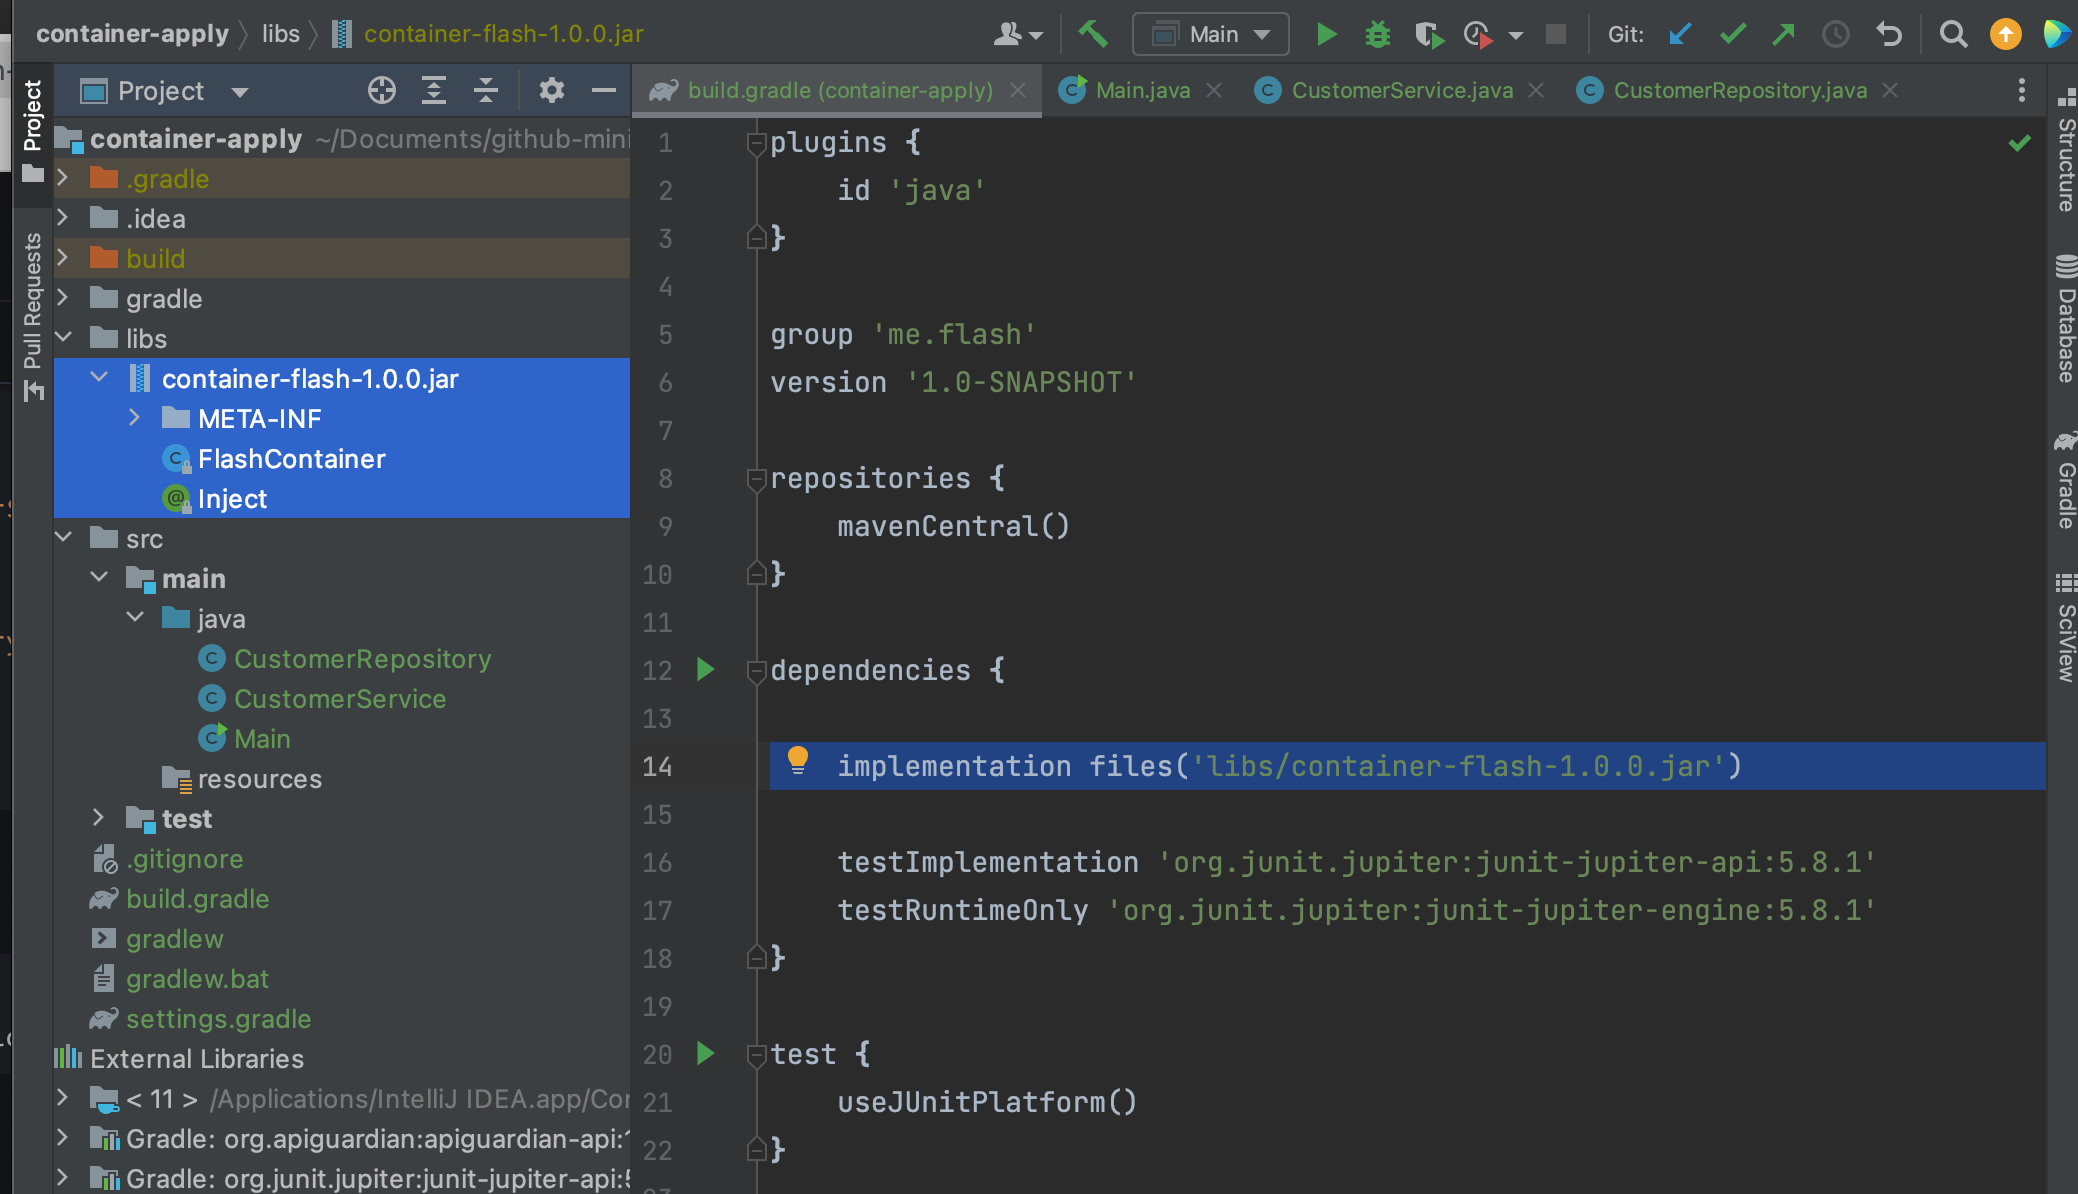 container-apply libs container-flash-1.0.0.jar
Main
Git:
Project
build.gradle (container-apply)
Main.java
CustomerService.java
CustomerRepository.java
Project
Pull Requests
container-apply ~/Documents/github-mini
.gradle
.idea
build
gradle
libs
container-flash-1.0.0.jar
META-INF
FlashContainer
Inject
src
main
java
CustomerRepository
CustomerService
Main
resources
test
.gitignore
build.gradle
gradlew
gradlew.bat
settings.gradle
External Libraries
< 11 > /Applications/IntelliJ IDEA.app/Con
Gradle: org.apiguardian:apiguardian-api:1
Gradle: org.junit.jupiter:junit-jupiter-api:5
1 plugins {
2 id 'java'
3 }
4
5 group 'me.flash'
6 version '1.0-SNAPSHOT'
7
8 repositories {
9 mavenCentral()
10 }
11
12 dependencies {
13
14 implementation files('libs/container-flash-1.0.0.jar')
15
16 testImplementation 'org.junit.jupiter:junit-jupiter-api:5.8.1'
17 testRuntimeOnly 'org.junit.jupiter:junit-jupiter-engine:5.8.1'
18 }
19
20 test {
21 useJUnitPlatform()
22 }
Structure
Database
Gradle
SciView